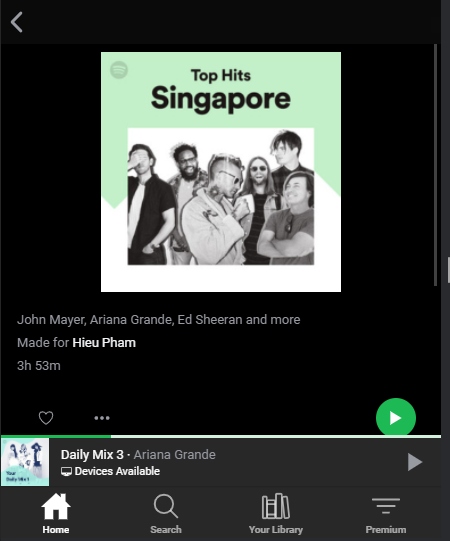 Top Hits
Singapore
John Mayer, Ariana Grande, Ed Sheeran and more
Made for Hieu Pham
3h 53m
Your
Daily Mix 1
Daily Mix 3 · Ariana Grande
Devices Available
Home
Search
Your Library
Premium